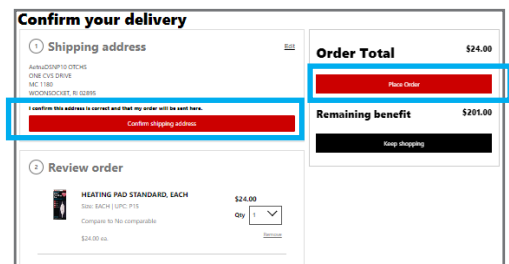 Confirm your delivery
1 Shipping address
Edit
AetnaDSNP10 OTCHS
ONE CVS DRIVE
MC 1180
WOONSOCKET, RI 02895
I confirm this address is correct and that my order will be sent here.
Confirm shipping address
2 Review order
HEATING PAD STANDARD, EACH
Size: EACH | UPC: P15
Compare to No comparable
$24.00 ea.
$24.00
Qty 1
Remove
Order Total
$24.00
Place Order
Remaining benefit
$201.00
Keep shopping